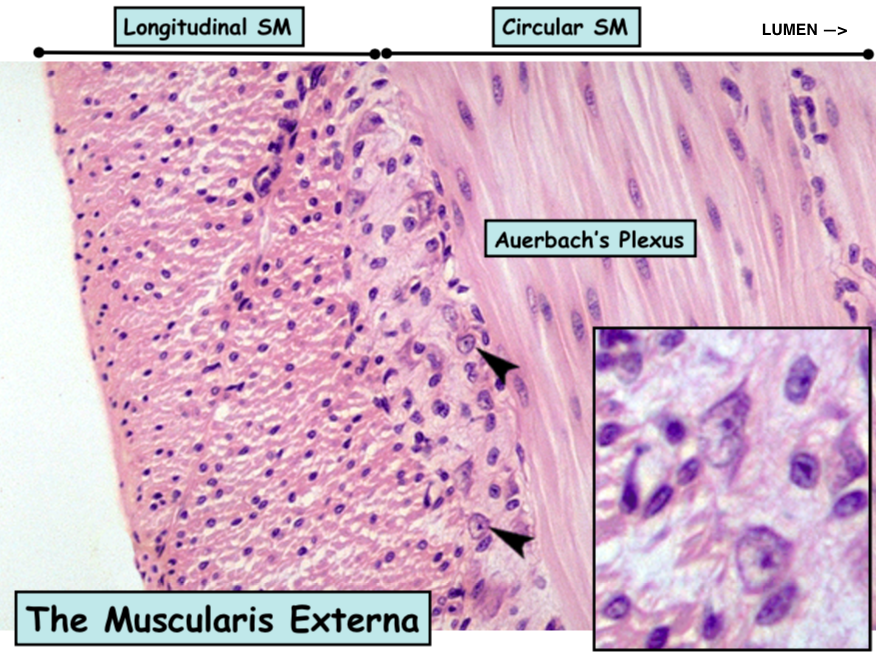 Longitudinal SM
Circular SM
LUMEN —>
Auerbach's Plexus
The Muscularis Externa